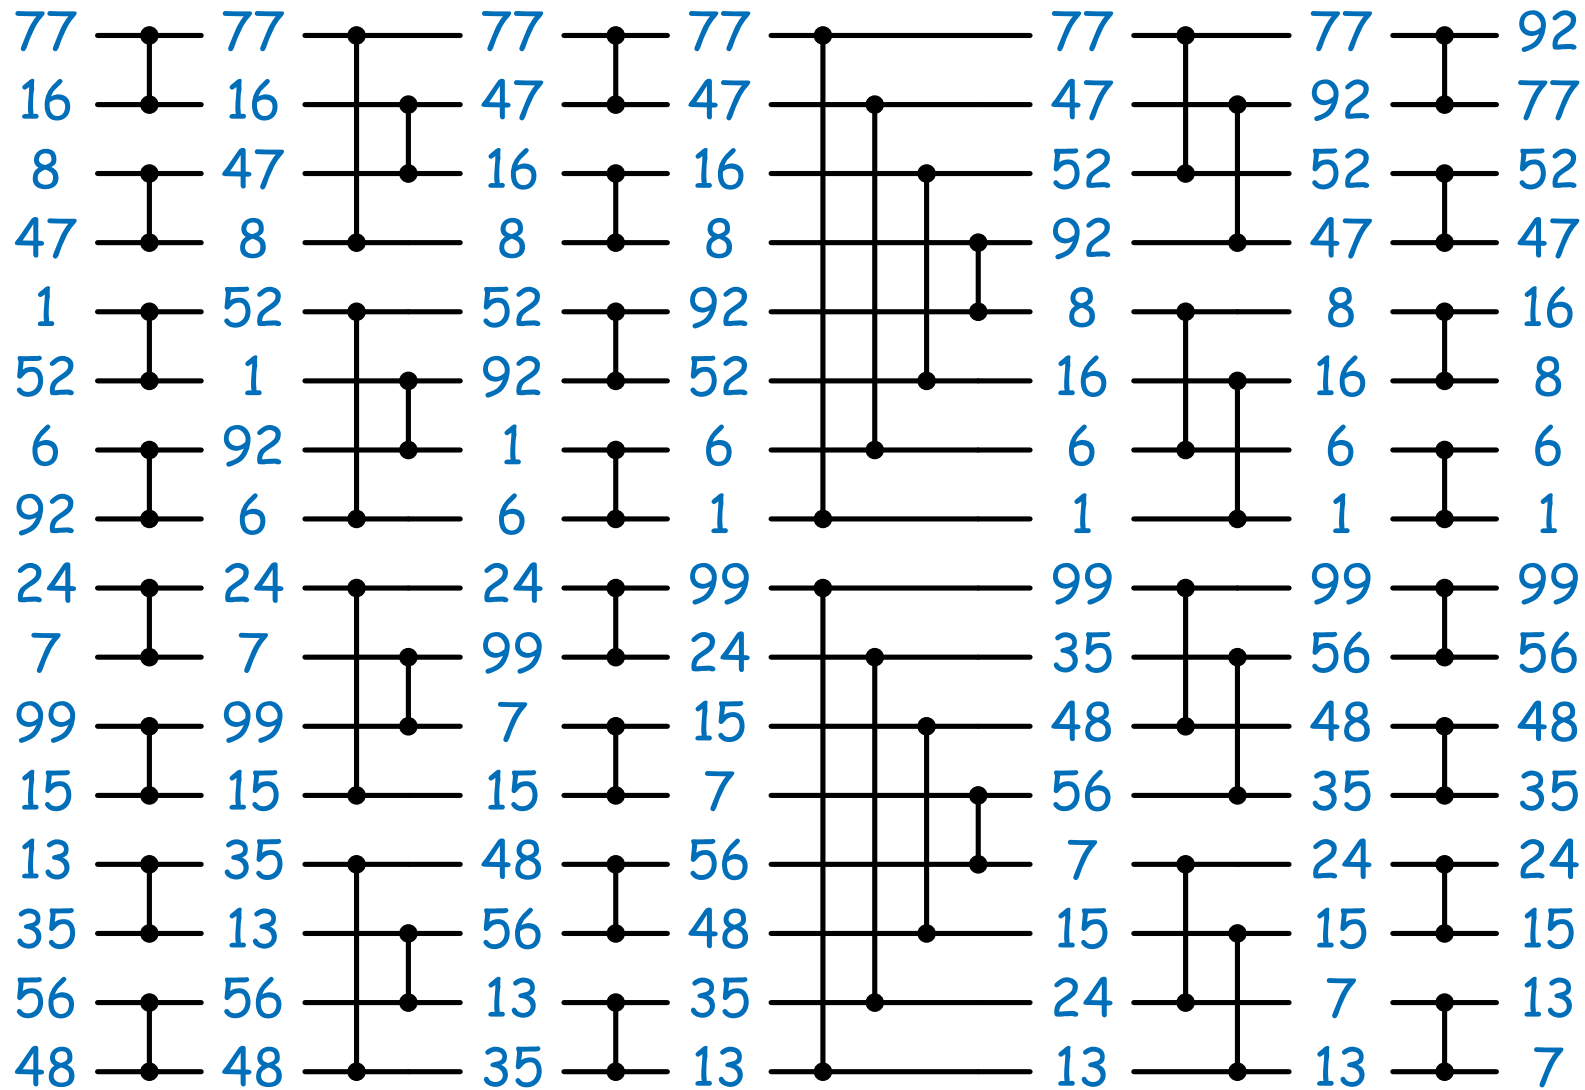 77 77 77 77 77 77 92
16 16 47 47 47 92 77
8 47 16 16 52 52 52
47 8 8 8 92 47 47
1 52 52 92 8 8 16
52 1 92 52 16 16 8
6 92 1 6 6 6 6
92 6 6 1 1 1 1
24 24 24 99 99 99 99
7 7 99 24 35 56 56
99 99 7 15 48 48 48
15 15 15 7 56 35 35
13 35 48 56 7 24 24
35 13 56 48 15 15 15
56 56 13 35 24 7 13
48 48 35 13 13 13 7